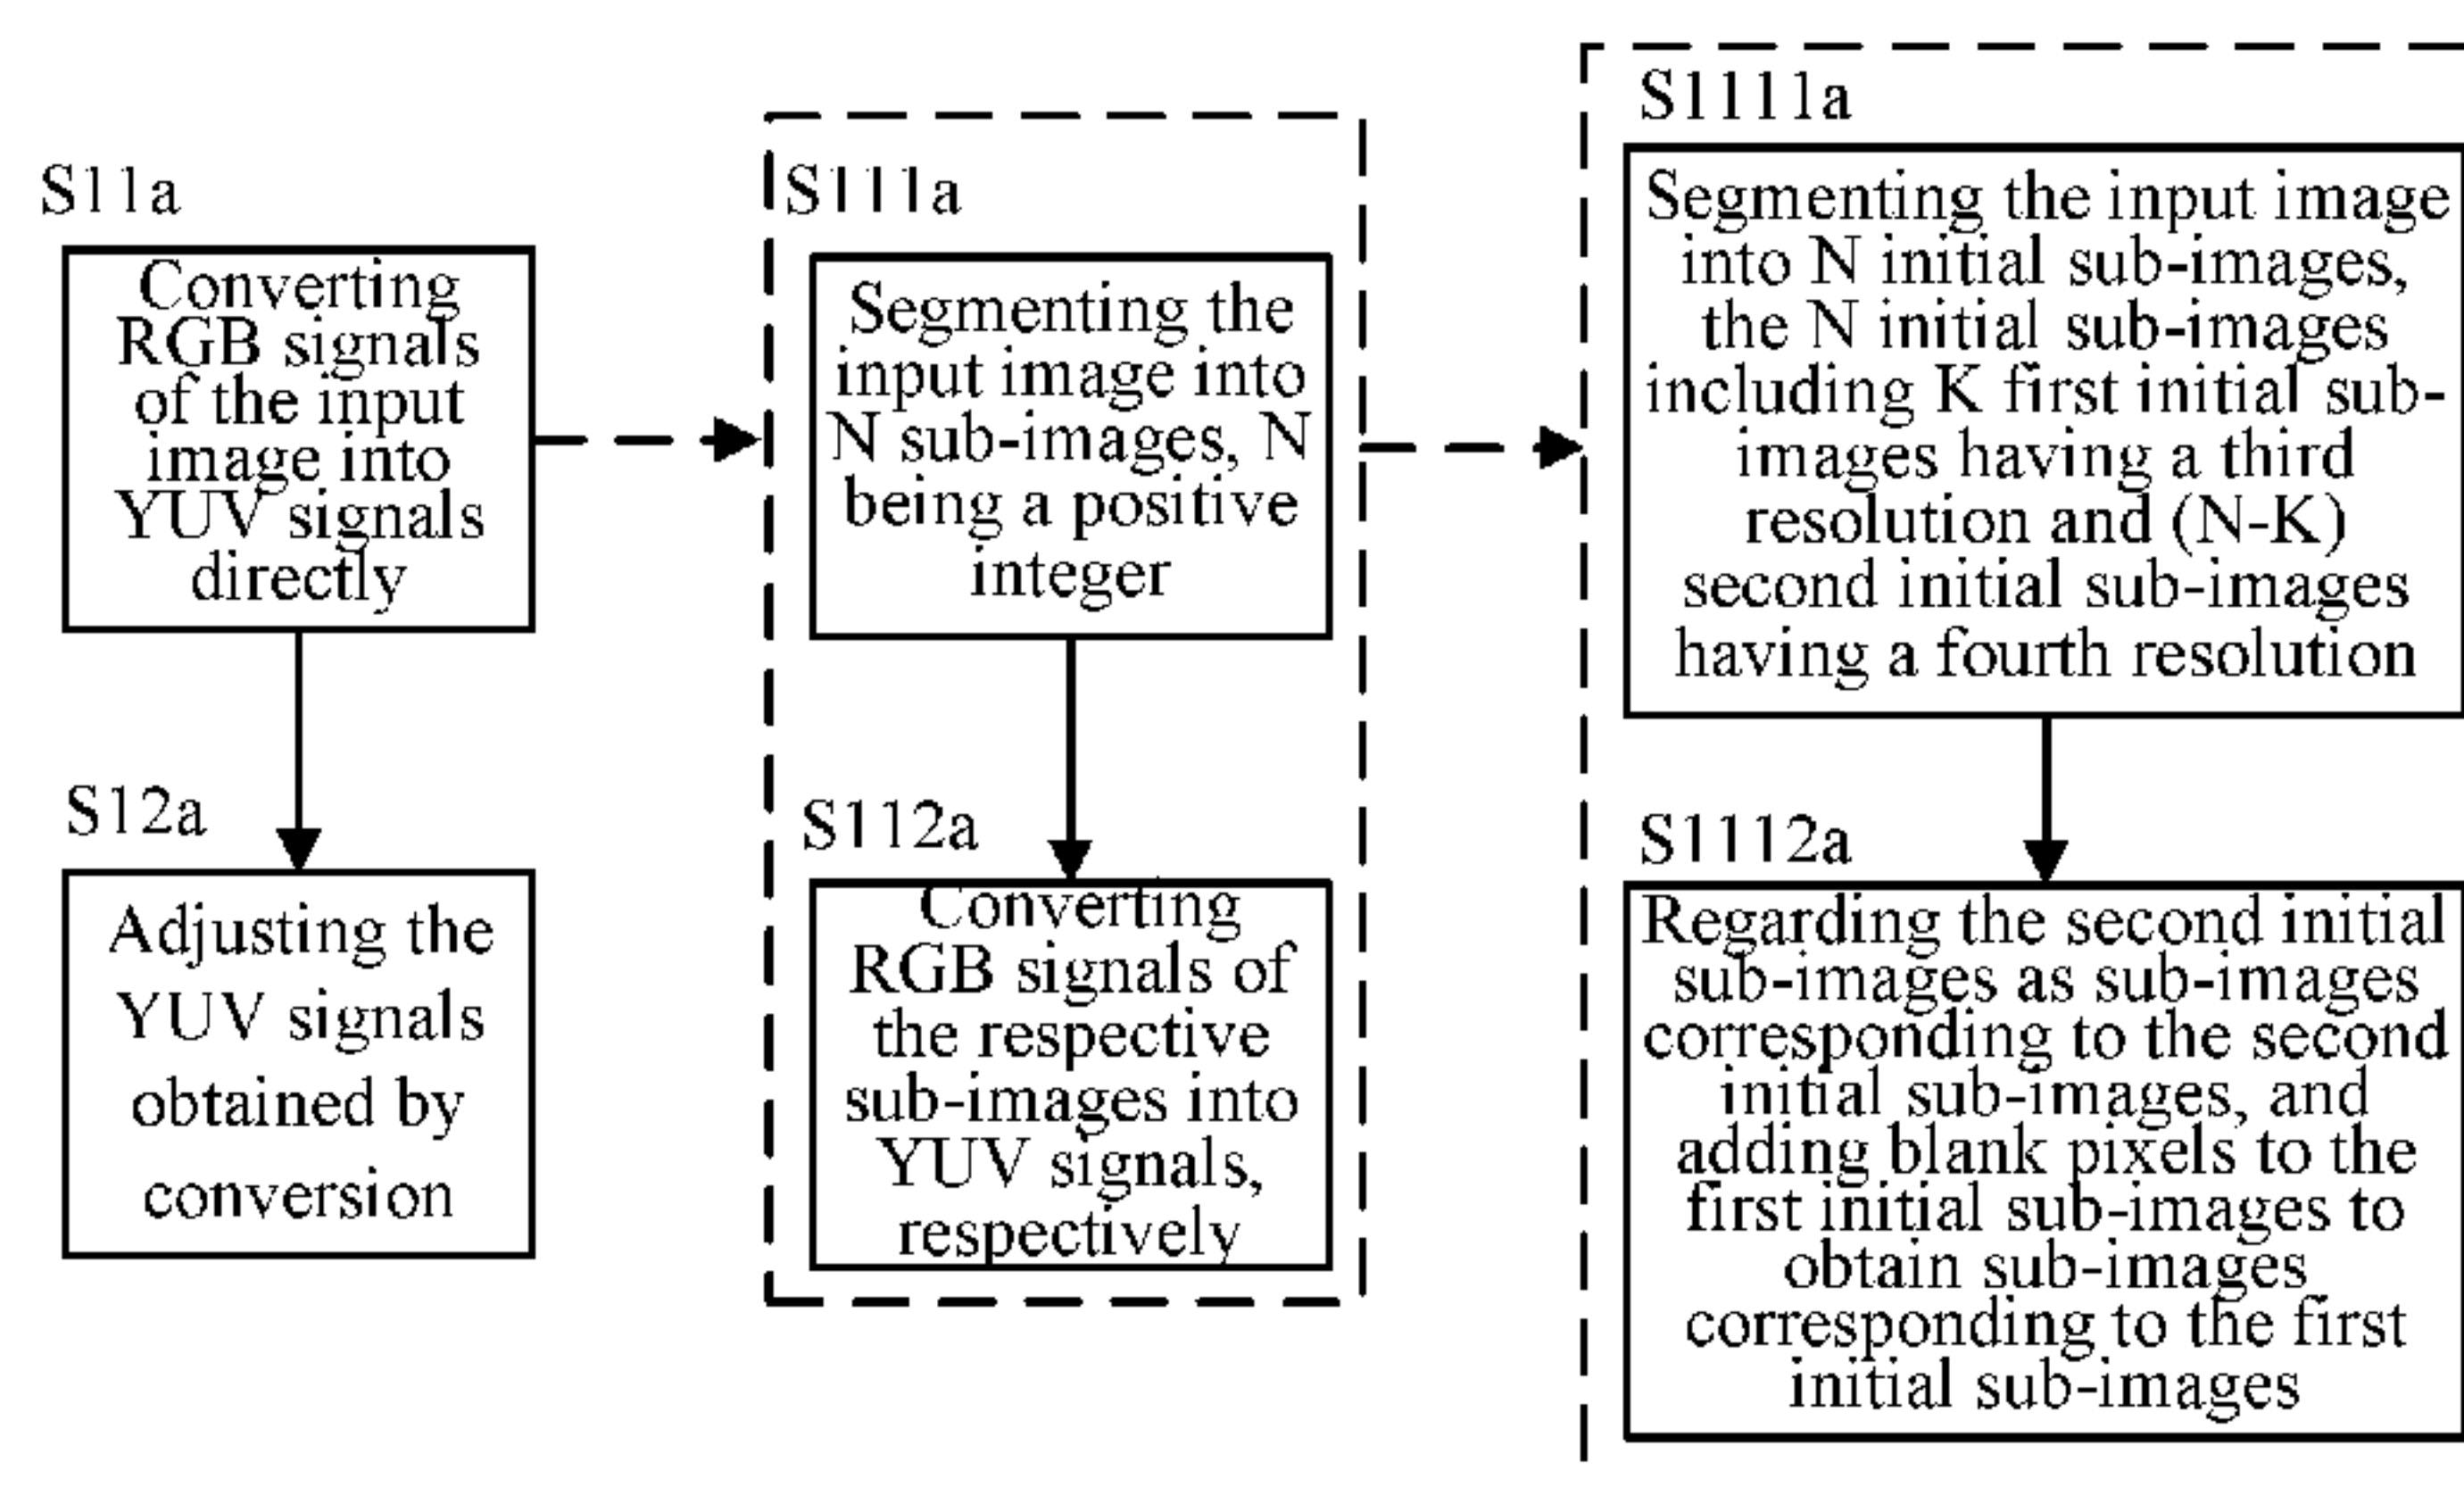 S11a
Converting
RGB signals
of the input
image into
YUV signals
directly
S12a
Adjusting the
YUV signals
obtained by
conversion
S111a
Segmenting the
input image into
N sub-images, N
being a positive
integer
S112a
Converting
RGB signals of
the respective
sub-images into
YUV signals,
respectively
S1111a
Segmenting the input image
into N initial sub-images,
the N initial sub-images
including K first initial sub-
images having a third
resolution and (N-K)
second initial sub-images
having a fourth resolution
S1112a
Regarding the second initial
sub-images as sub-images
corresponding to the second
initial sub-images, and
adding blank pixels to the
first initial sub-images to
obtain sub-images
corresponding to the first
initial sub-images